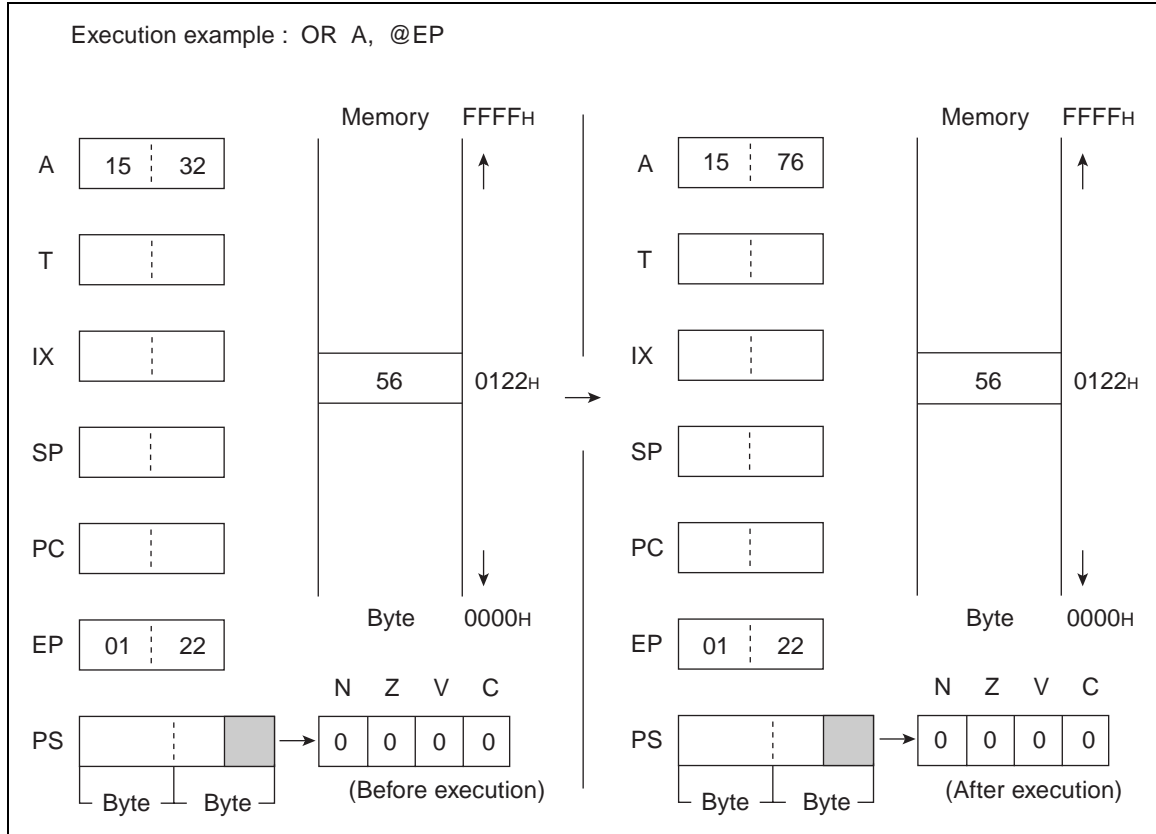 Execution example : OR A, @EP
Memory FFFFH
A 15 32
T
IX
56 0122H
SP
PC
Byte 0000H
EP 01 22
N Z V C
PS 0 0 0 0
Byte Byte (Before execution)
Memory FFFFH
A 15 76
T
IX
56 0122H
SP
PC
Byte 0000H
EP 01 22
N Z V C
PS 0 0 0 0
Byte Byte (After execution)